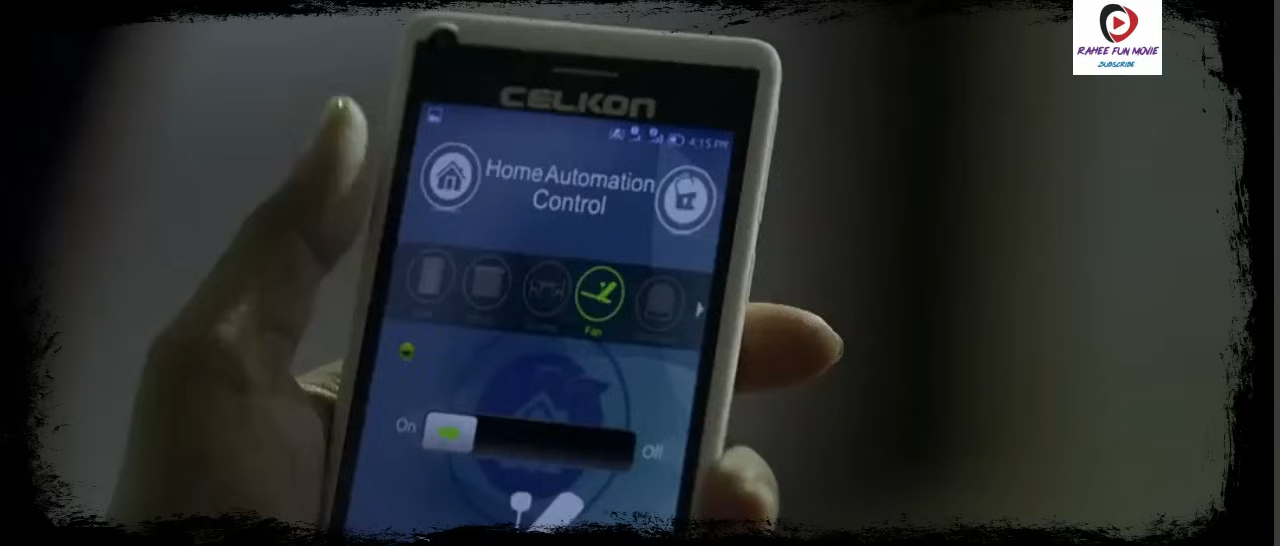 RAHEE FUN MOVIE
SUBSCRIBE
CELKON
4:15 PM
Home Automation
Control
Fan
On
Off